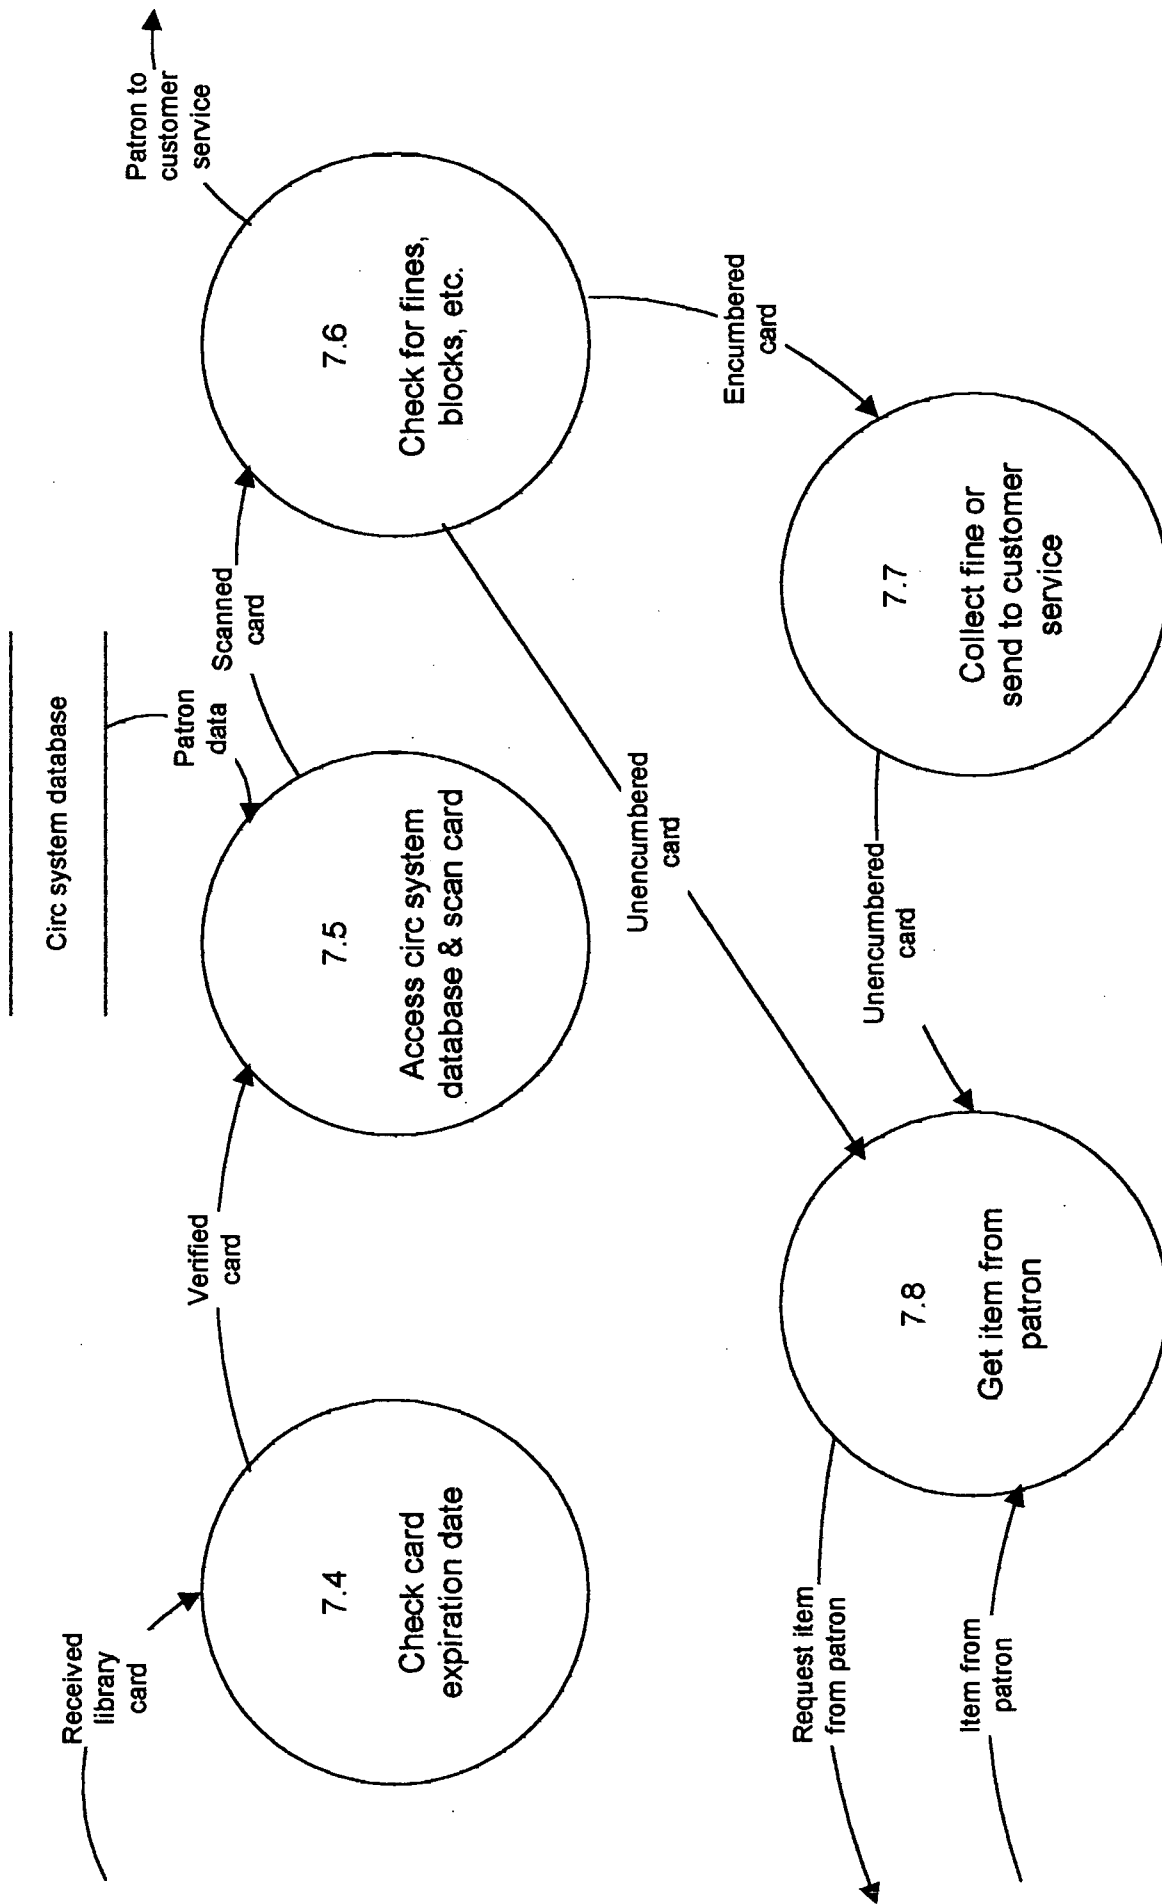 Circ system database
Received
library
card
Verified
card
Patron
data
Scanned
card
Patron to
customer
service
7.4
Check card
expiration date
7.5
Access circ system
database & scan card
7.6
Check for fines,
blocks, etc.
Unencumbered
card
Encumbered
card
Request item
from patron
Item from
patron
7.8
Get item from
patron
Unencumbered
card
7.7
Collect fine or
send to customer
service